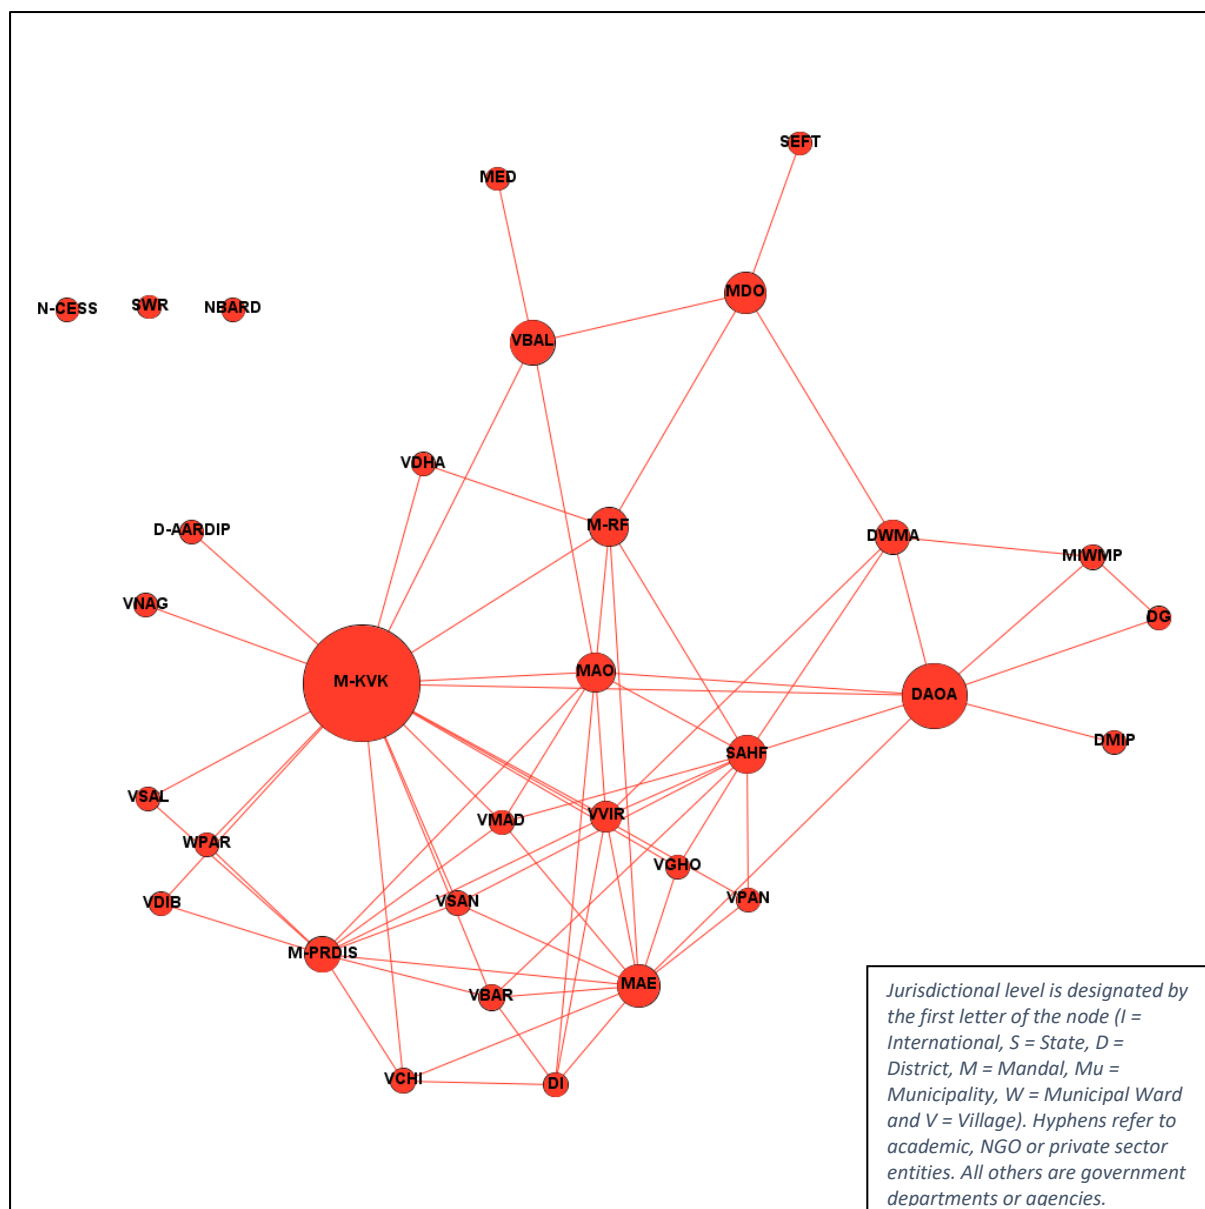 SEFT
MED
MDO
N-CESS
SWR
NBARD
VBAL
VDHA
D-AARDIP
M-RF
DWMA
MIWMP
VNAG
DG
MAO
M-KVK
DAOA
DMIP
SAHF
VSAL
VMAD
VVIR
WPAR
VGHO
VPAN
VDIB
VSAN
M-PRDIS
MAE
VBAR
VCHI
DI
Jurisdictional level is designated by
the first letter of the node (I =
International, S = State, D =
District, M = Mandal, Mu =
Municipality, W = Municipal Ward
and V = Village). Hyphens refer to
academic, NGO or private sector
entities. All others are government
departments or agencies.